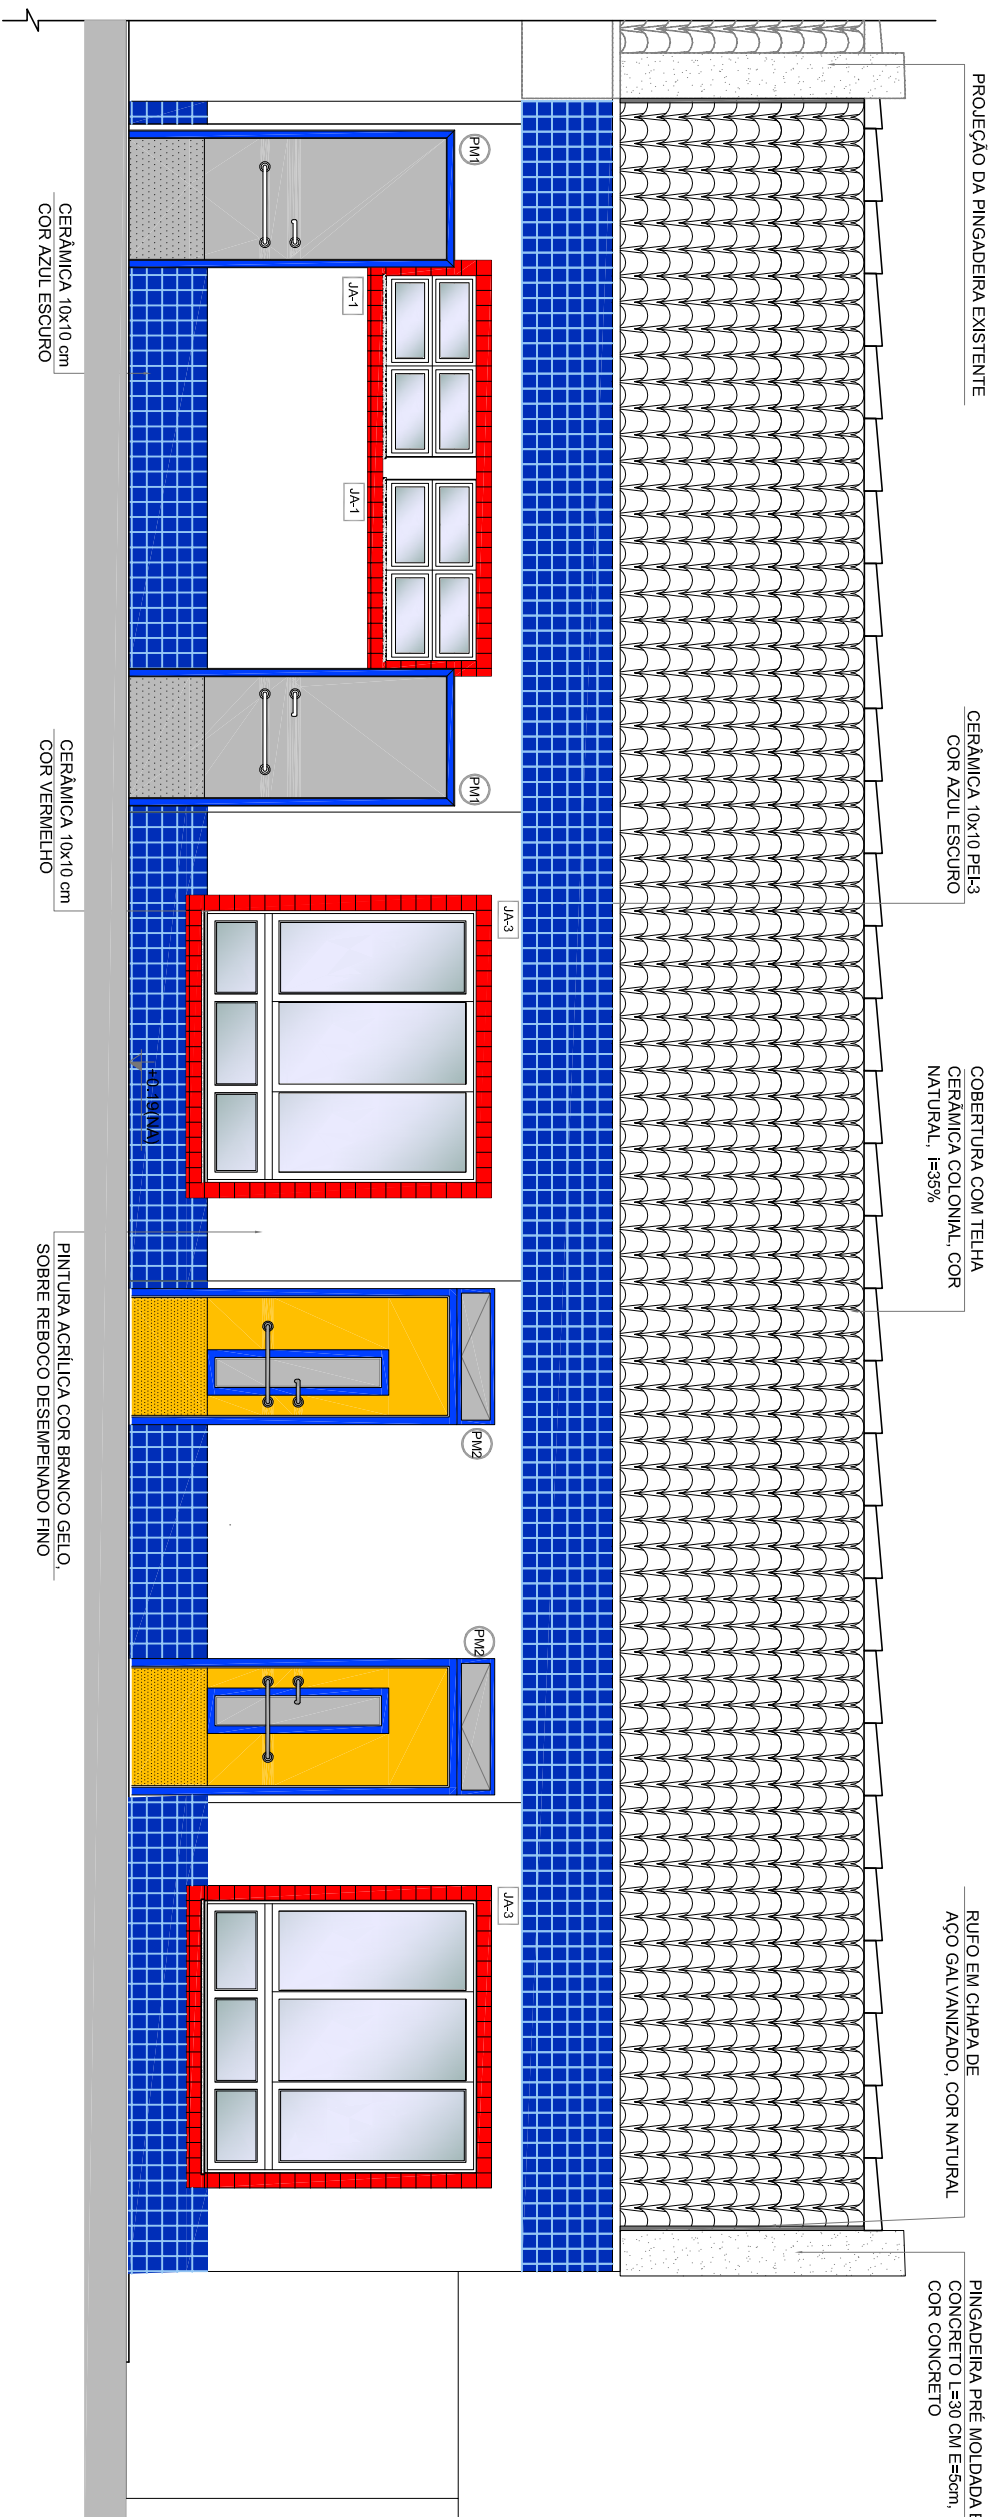 PROJEÇÃO DA PINGADEIRA EXISTENTE
CERÂMICA 10x10 PEI-3
COR AZUL ESCURO
COBERTURA COM TELHA
CERÂMICA COLONIAL, COR
NATURAL, i=35%
RUFO EM CHAPA DE
AÇO GALVANIZADO, COR NATURAL
PINGADEIRA PRÉ MOLDADA E
CONCRETO L=30 CM E=5cm,
COR CONCRETO
PM1
JA-1
JA-1
PM1
JA-3
PM2
PM2
JA-3
+0.19(NA)
CERÂMICA 10x10 cm
COR AZUL ESCURO
CERÂMICA 10x10 cm
COR VERMELHO
PINTURA ACRÍLICA COR BRANCO GELO,
SOBRE REBOCO DESEMPENADO FINO